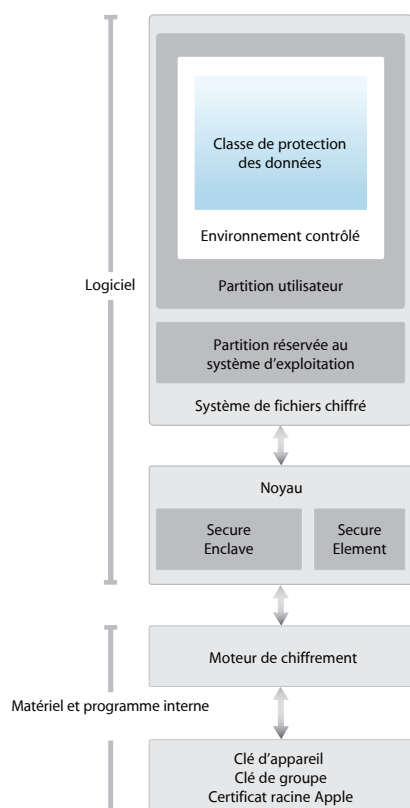 Classe de protection
des données
Environnement contrôlé
Logiciel
Partition utilisateur
Partition réservée au
système d'exploitation
Système de fichiers chiffré
Noyau
Secure
Enclave
Secure
Element
Moteur de chiffrement
Matériel et programme interne
Clé d'appareil
Clé de groupe
Certificat racine Apple